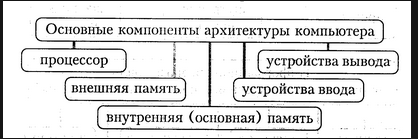 Основные компоненты архитектуры компьютера
процессор
устройства вывода
внешняя память
устройства ввода
внутренняя (основная) память